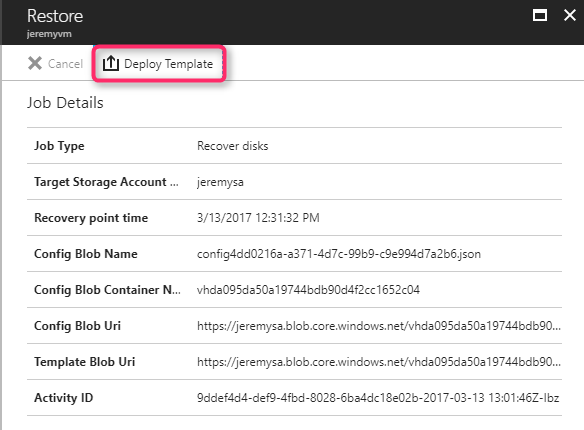 Restore
jeremyvm
Cancel Deploy Template
Job Details
Job Type Recover disks
Target Storage Account ... jeremysa
Recovery point time 3/13/2017 12:31:32 PM
Config Blob Name config4dd0216a-a371-4d7c-99b9-c9e994d7a2b6.json
Config Blob Container N... vhda095da50a19744bdb90d4f2cc1652c04
Config Blob Uri https://jeremysa.blob.core.windows.net/vhda095da50a19744bdb90...
Template Blob Uri https://jeremysa.blob.core.windows.net/vhda095da50a19744bdb90...
Activity ID 9ddef4d4-def9-4fbd-8028-6ba4dc18e02b-2017-03-13 13:01:46Z-Ibz